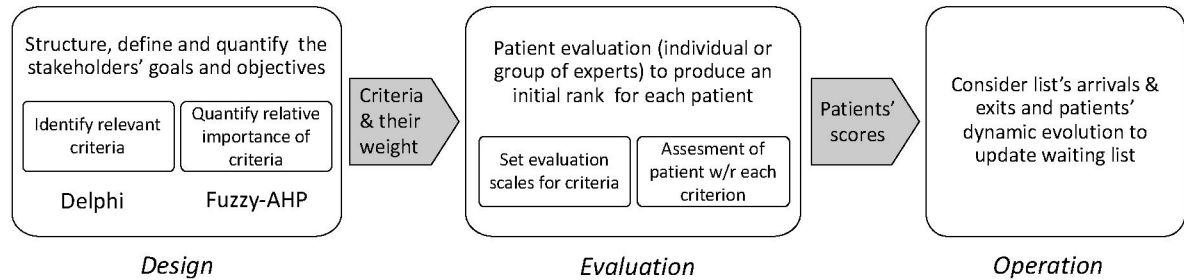 Structure, define and quantify the
stakeholders' goals and objectives
Identify relevant
criteria
Quantify relative
importance of
criteria
Delphi
Fuzzy-AHP
Design
Criteria
& their
weight
Patient evaluation (individual or
group of experts) to produce an
initial rank for each patient
Set evaluation
scales for criteria
Assesment of
patient w/r each
criterion
Evaluation
Patients'
scores
Consider list's arrivals &
exits and patients'
dynamic evolution to
update waiting list
Operation